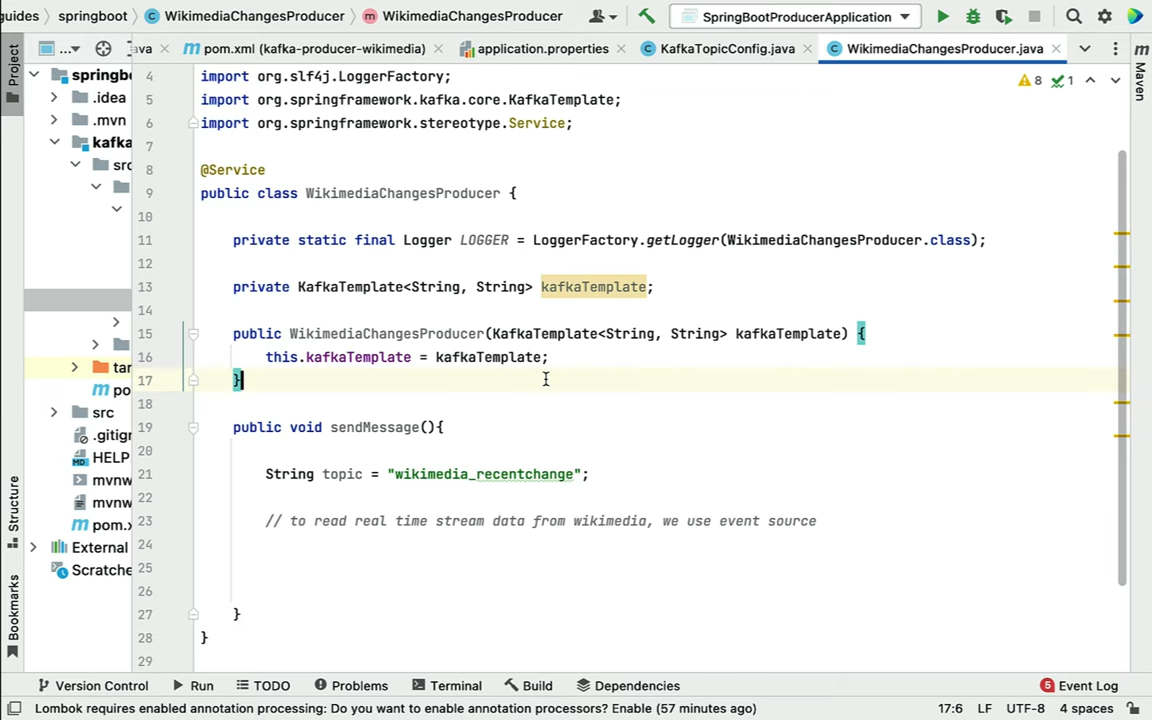 guides springboot WikimediaChangesProducer WikimediaChangesProducer SpringBootProducerApplication
ava pom.xml (kafka-producer-wikimedia) application.properties KafkaTopicConfig.java WikimediaChangesProducer.java
Project
springbo
.idea
.mvn
kafka
src
tar
po
src
.gitign
HELP
mvnw
mvnw
pom.x
External
Scratche
Structure
Bookmarks
Maven
8 1
4 import org.slf4j.LoggerFactory;
5 import org.springframework.kafka.core.KafkaTemplate;
6 import org.springframework.stereotype.Service;
7
8 @Service
9 public class WikimediaChangesProducer {
10
11 private static final Logger LOGGER = LoggerFactory.getLogger(WikimediaChangesProducer.class);
12
13 private KafkaTemplate<String, String> kafkaTemplate;
14
15 public WikimediaChangesProducer(KafkaTemplate<String, String> kafkaTemplate) {
16 this.kafkaTemplate = kafkaTemplate;
17 }
18
19 public void sendMessage(){
20
21 String topic = "wikimedia_recentchange";
22
23 // to read real time stream data from wikimedia, we use event source
24
25
26
27 }
28 }
29
Version Control Run TODO Problems Terminal Build Dependencies 5 Event Log
Lombok requires enabled annotation processing: Do you want to enable annotation processors? Enable (57 minutes ago) 17:6 LF UTF-8 4 spaces